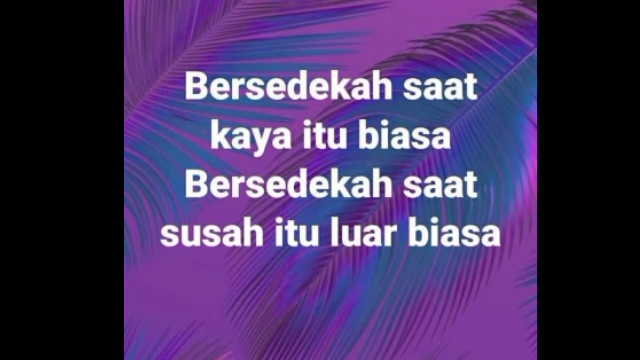 Bersedekah saat
kaya itu biasa
Bersedekah saat
susah itu luar biasa